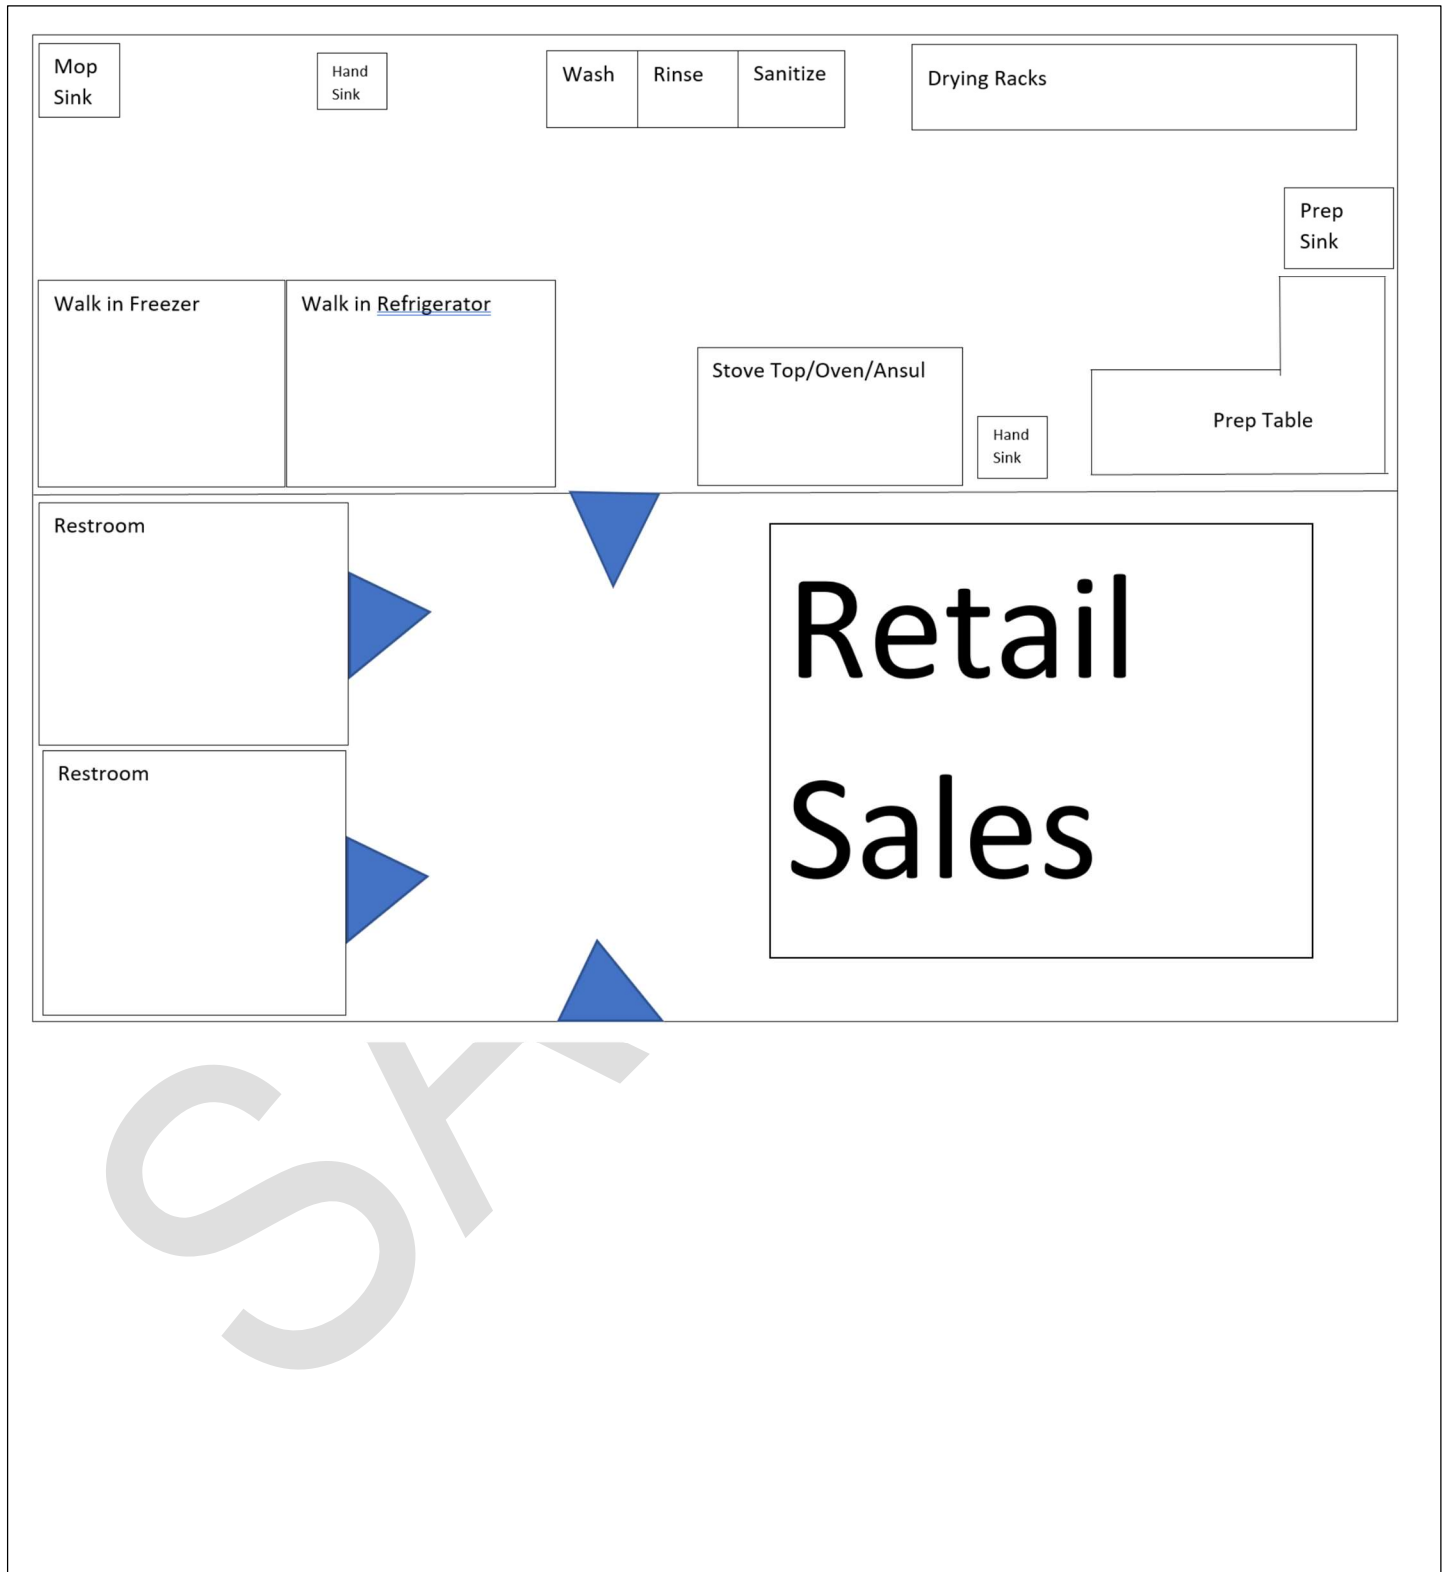 Mop
Sink
Hand
Sink
Wash
Rinse
Sanitize
Drying Racks
Prep
Sink
Walk in Freezer
Walk in Refrigerator
Stove Top/Oven/Ansul
Hand
Sink
Prep Table
Restroom
Retail
Sales
Restroom
SA